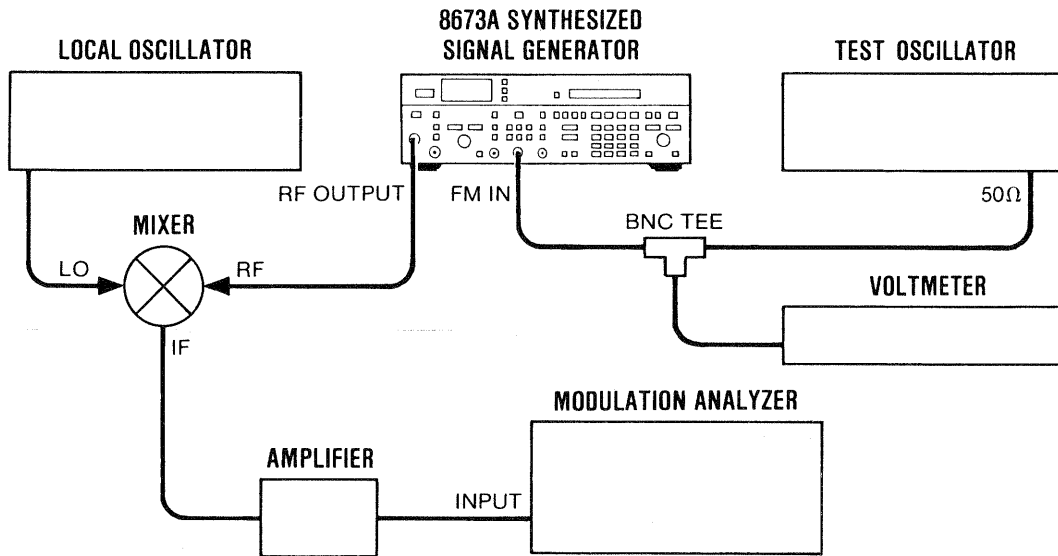 8673A SYNTHESIZED
SIGNAL GENERATOR
LOCAL OSCILLATOR
TEST OSCILLATOR
RF OUTPUT
FM IN
50Ω
BNC TEE
MIXER
LO
RF
VOLTMETER
IF
MODULATION ANALYZER
AMPLIFIER
INPUT